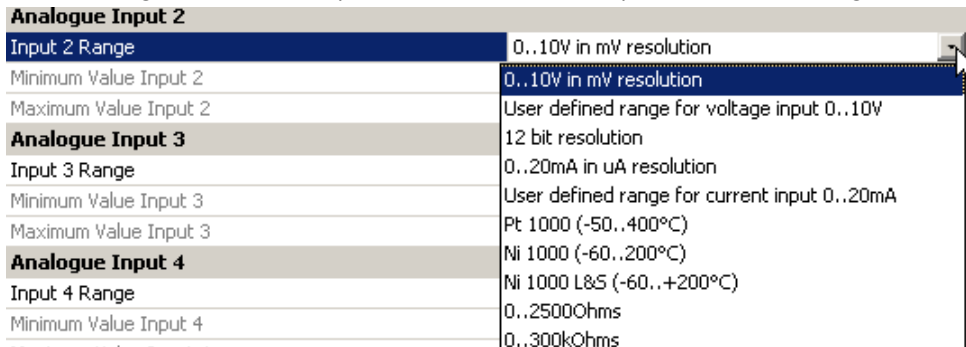 Analogue Input 2
Input 2 Range 0..10V in mV resolution
Minimum Value Input 2 0..10V in mV resolution
Maximum Value Input 2 User defined range for voltage input 0..10V
Analogue Input 3 12 bit resolution
Input 3 Range 0..20mA in uA resolution
Minimum Value Input 3 User defined range for current input 0..20mA
Maximum Value Input 3 Pt 1000 (-50..400°C)
Analogue Input 4 Ni 1000 (-60..200°C)
Input 4 Range Ni 1000 L&S (-60..+200°C)
Minimum Value Input 4 0..2500Ohms
0..300kOhms